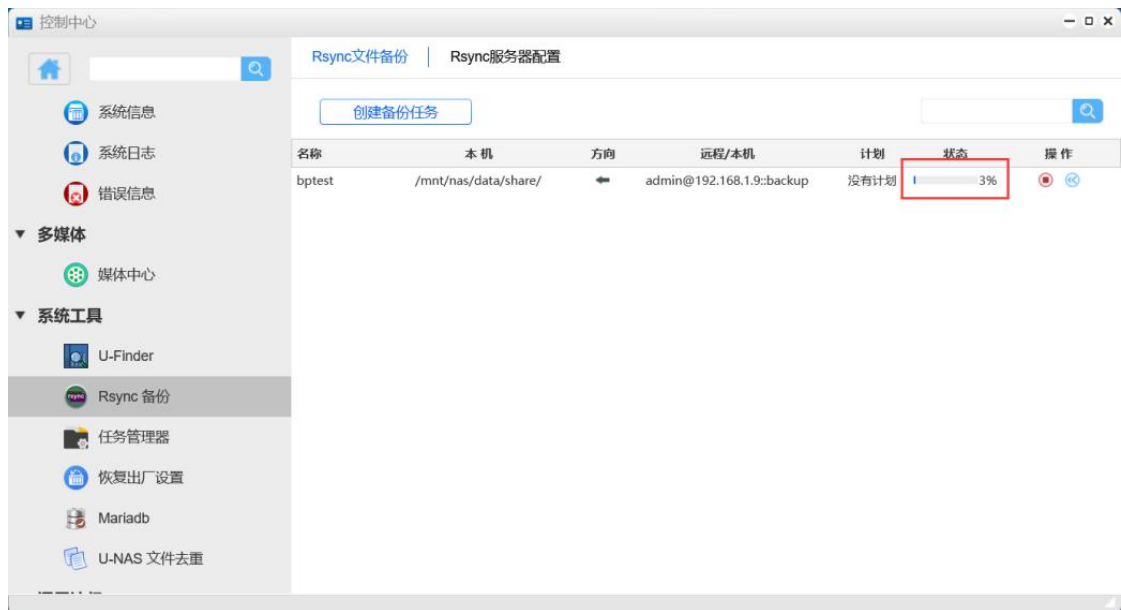 控制中心
Rsync文件备份
Rsync服务器配置
系统信息
创建备份任务
系统日志
名称 本机 方向 远程/本机 计划 状态 操作
bptest /mnt/nas/data/share/ admin@192.168.1.9::backup 没有计划 3%
错误信息
多媒体
媒体中心
系统工具
U-Finder
rsync
Rsync 备份
任务管理器
恢复出厂设置
Mariadb
U-NAS 文件去重